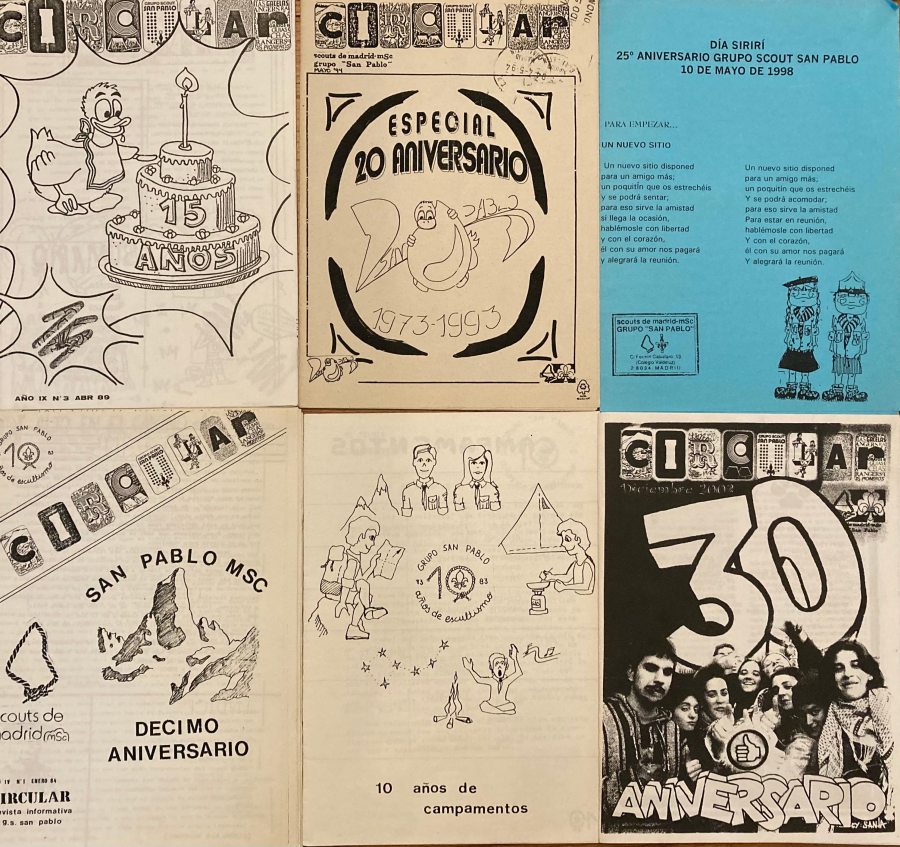 CIRCULAR
15
AÑOS
AÑO IX Nº3 ABR 89
CIRCULAR
scouts de madrid-mSc
grupo "San Pablo"
MAYO '94
ESPECIAL
20 ANIVERSARIO
1973-1993
DÍA SIRIRÍ
25º ANIVERSARIO GRUPO SCOUT SAN PABLO
10 DE MAYO DE 1998
PARA EMPEZAR...
UN NUEVO SITIO
Un nuevo sitio disponed
para un amigo más;
un poquitín que os estrechéis
y se podrá sentar;
para eso sirve la amistad
si llega la ocasión,
hablémosle con libertad
y con el corazón,
él con su amor nos pagará
y alegrará la reunión.
Un nuevo sitio disponed
para un amigo más;
un poquitín que os estrechéis
Y se podrá acomodar;
para eso sirve la amistad
Para estar en reunión,
hablémosle con libertad
Y con el corazón,
él con su amor nos pagará
Y alegrará la reunión.
scouts de madrid-mSc
GRUPO "SAN PABLO"
28034 MADRID
GRUPO SAN PABLO
10
años de escultismo
CIRCULAR
SAN PABLO MSC
scouts de
madrid (mSc)
DECIMO
ANIVERSARIO
IV Nº1 ENERO 84
CIRCULAR
revista informativa
g.s. san pablo
GRUPO SAN PABLO
73 10 83
años de escultismo
10 años de
campamentos
CIRCULAR
Diciembre 2003
30
ANIVERSARIO